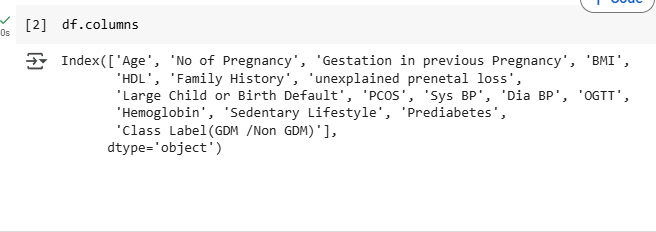 Code
[2] df.columns
0s
Index(['Age', 'No of Pregnancy', 'Gestation in previous Pregnancy', 'BMI',
'HDL', 'Family History', 'unexplained prenetal loss',
'Large Child or Birth Default', 'PCOS', 'Sys BP', 'Dia BP', 'OGTT',
'Hemoglobin', 'Sedentary Lifestyle', 'Prediabetes',
'Class Label(GDM /Non GDM)'],
dtype='object')